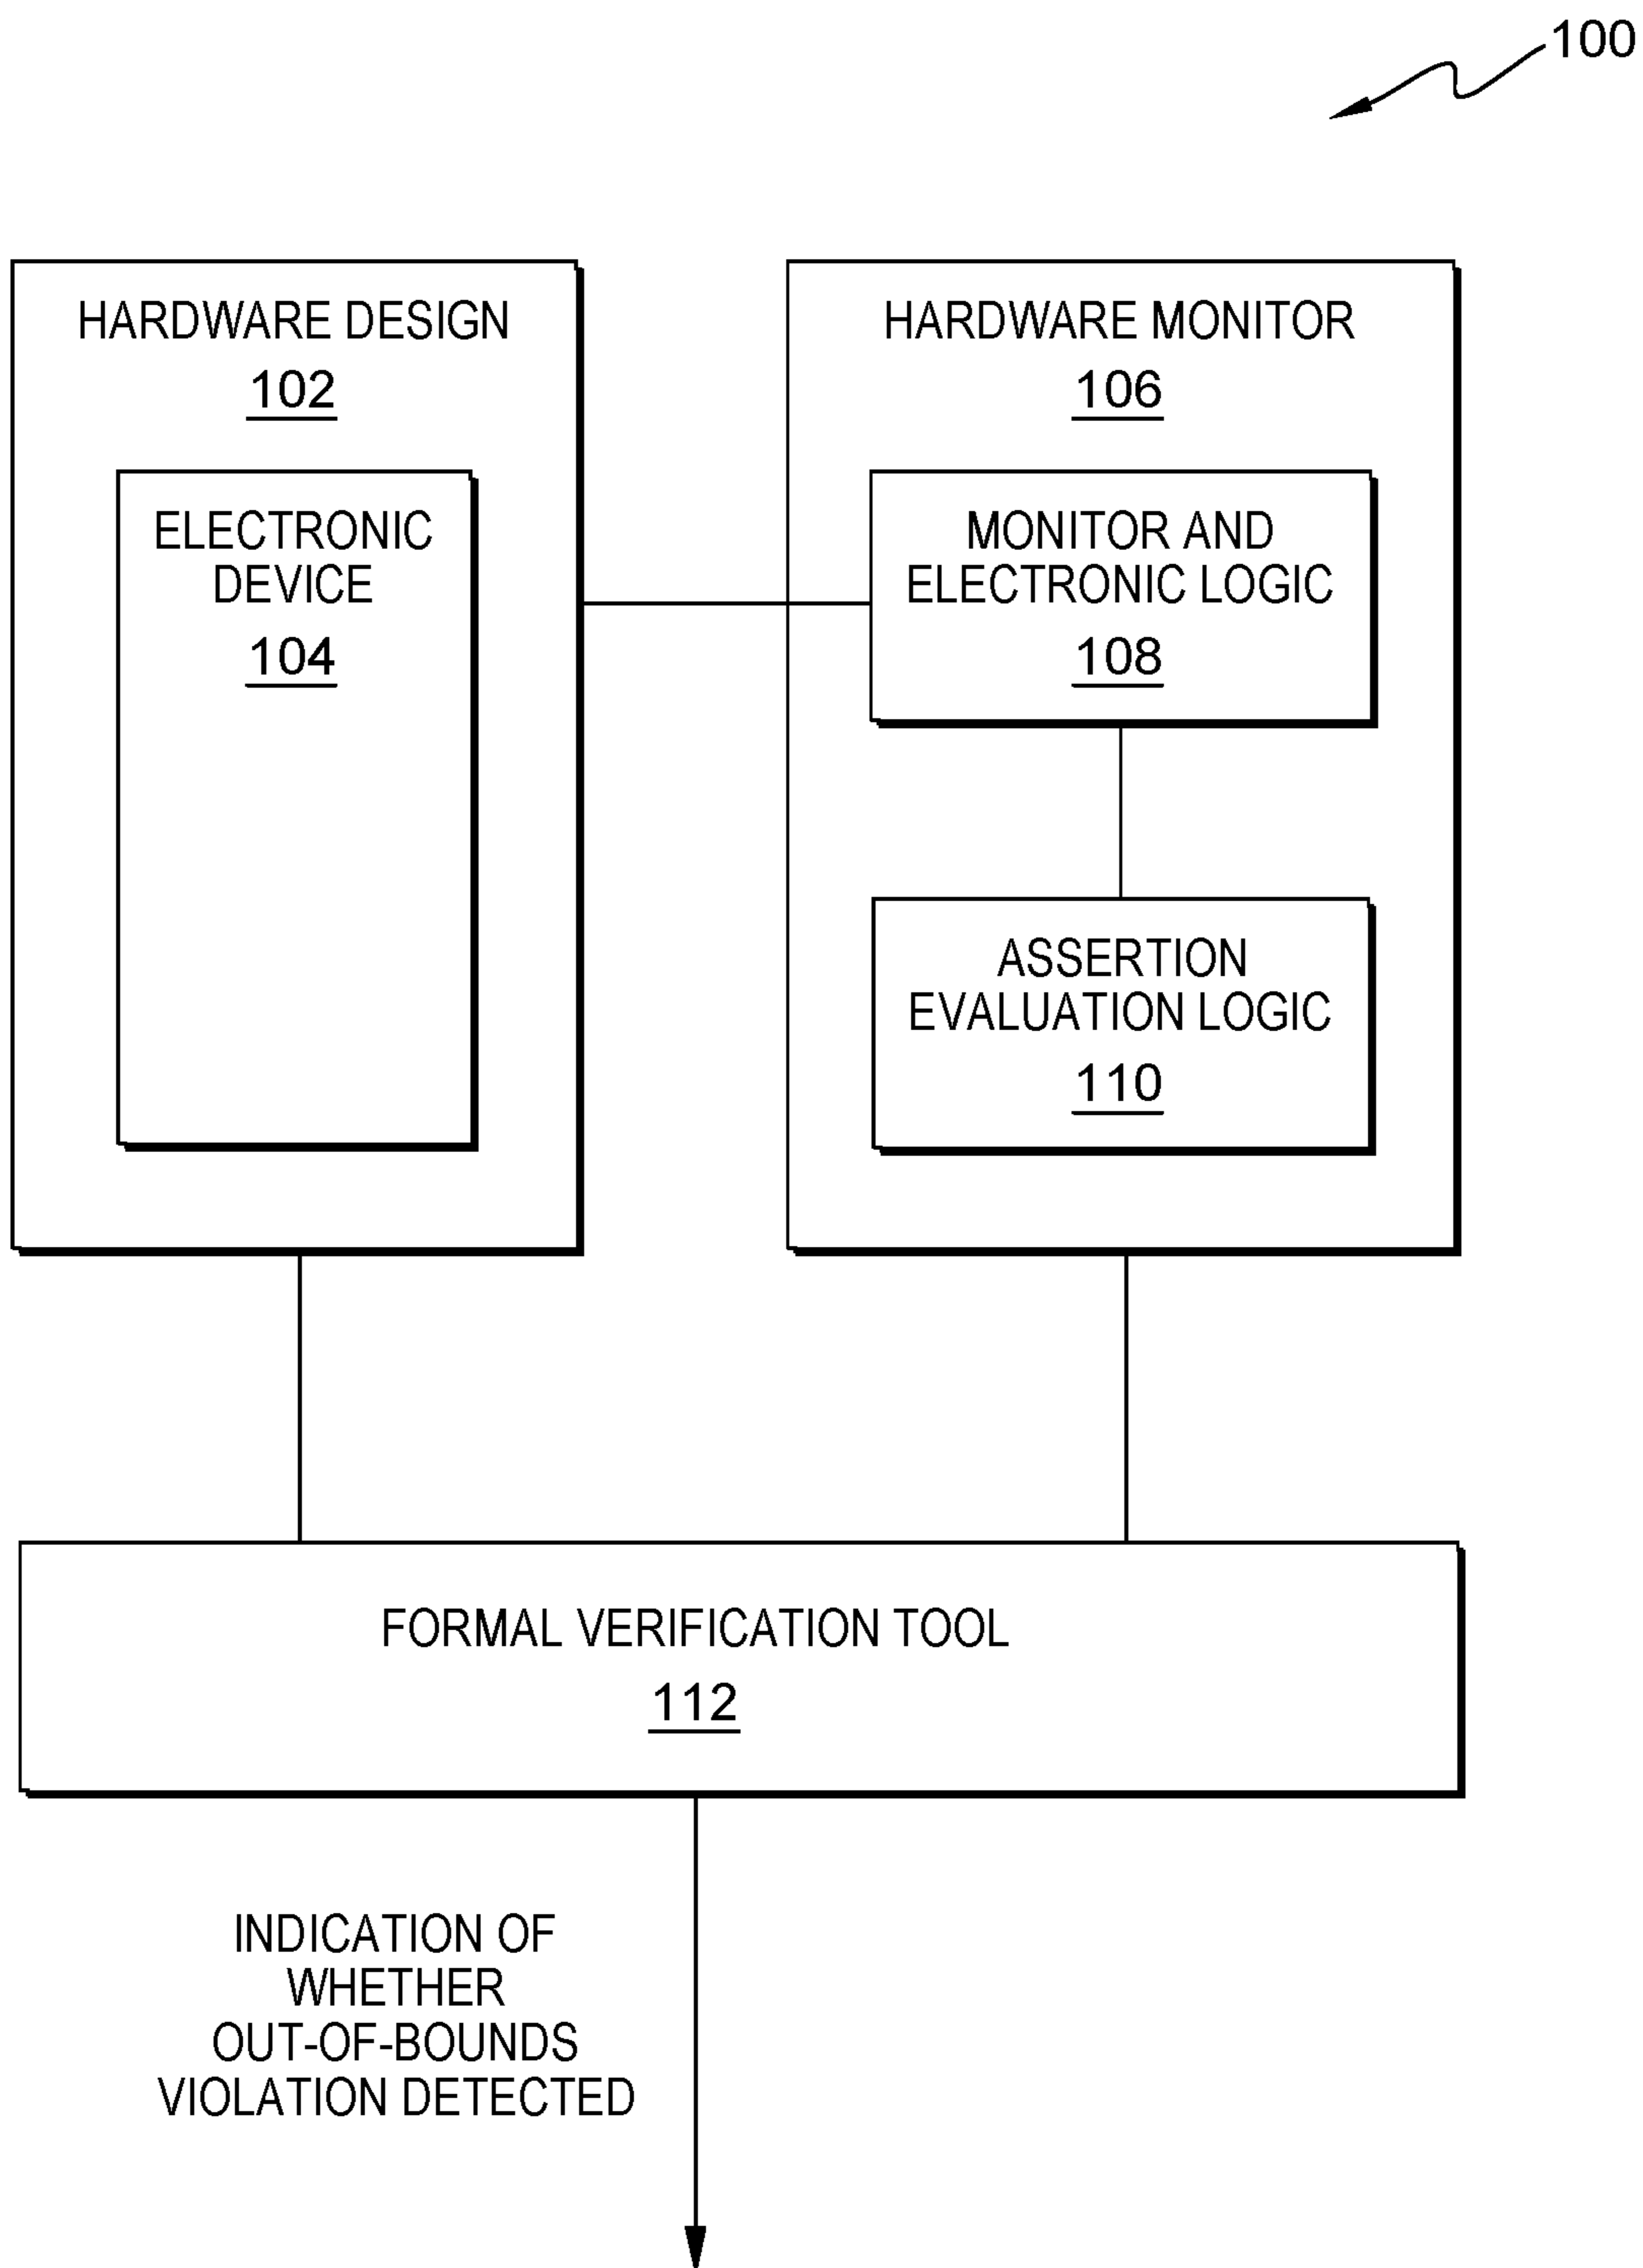 100
HARDWARE DESIGN
102
ELECTRONIC
DEVICE
104
HARDWARE MONITOR
106
MONITOR AND
ELECTRONIC LOGIC
108
ASSERTION
EVALUATION LOGIC
110
FORMAL VERIFICATION TOOL
112
INDICATION OF
WHETHER
OUT-OF-BOUNDS
VIOLATION DETECTED